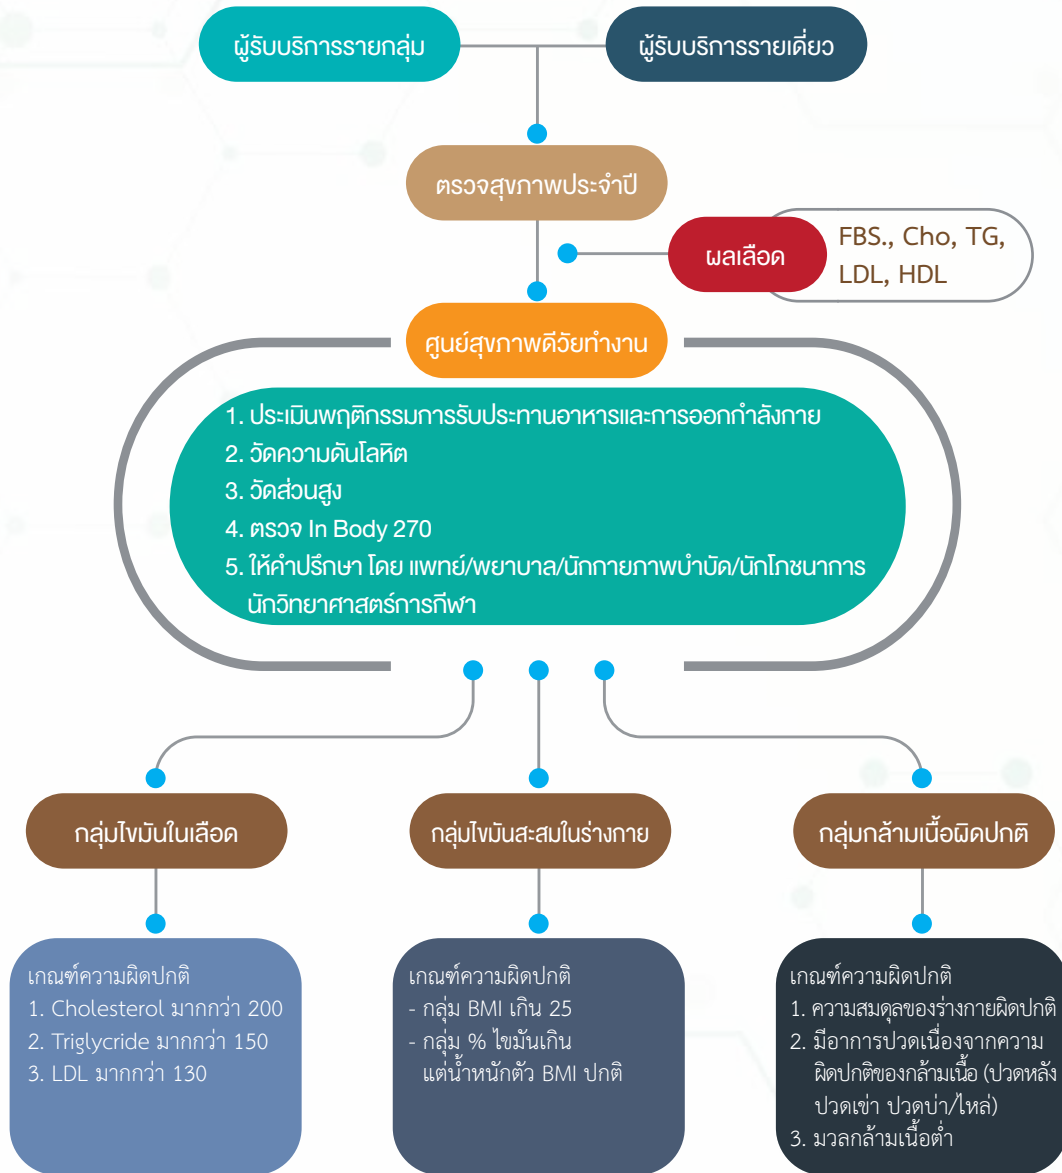 ผู้รับบริการรายกลุ่ม
ผู้รับบริการรายเดี่ยว
ตรวจสุขภาพประจำปี
ผลเลือด
FBS., Cho, TG,
LDL, HDL
ศูนย์สุขภาพดีวัยทำงาน
1. ประเมินพฤติกรรมการรับประทานอาหารและการออกกำลังกาย
2. วัดความดันโลหิต
3. วัดส่วนสูง
4. ตรวจ In Body 270
5. ให้คำปรึกษา โดย แพทย์/พยาบาล/นักกายภาพบำบัด/นักโภชนาการ
นักวิทยาศาสตร์การกีฬา
กลุ่มไขมันในเลือด
เกณฑ์ความผิดปกติ
1. Cholesterol มากกว่า 200
2. Triglycride มากกว่า 150
3. LDL มากกว่า 130
กลุ่มไขมันสะสมในร่างกาย
เกณฑ์ความผิดปกติ
- กลุ่ม BMI เกิน 25
- กลุ่ม % ไขมันเกิน
แต่น้ำหนักตัว BMI ปกติ
กลุ่มกล้ามเนื้อผิดปกติ
เกณฑ์ความผิดปกติ
1. ความสมดุลของร่างกายผิดปกติ
2. มีอาการปวดเนื่องจากความ
ผิดปกติของกล้ามเนื้อ (ปวดหลัง
ปวดเข่า ปวดบ่า/ไหล่)
3. มวลกล้ามเนื้อต่ำ